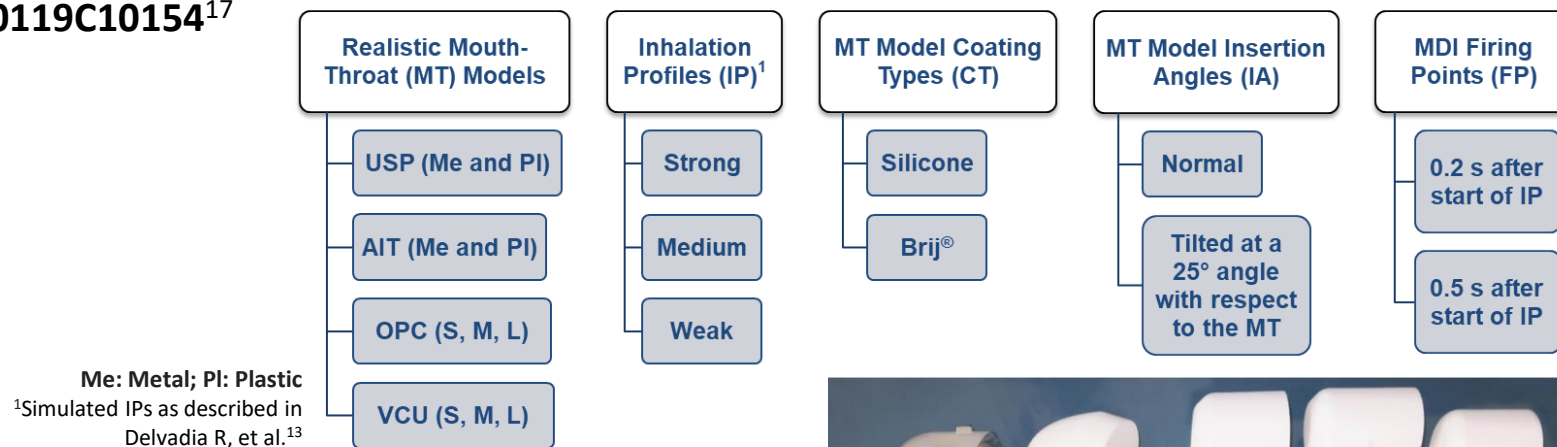 0119C10154¹⁷
Realistic Mouth-
Throat (MT) Models
USP (Me and Pl)
AIT (Me and Pl)
OPC (S, M, L)
VCU (S, M, L)
Inhalation
Profiles (IP)¹
Strong
Medium
Weak
MT Model Coating
Types (CT)
Silicone
Brij®
MT Model Insertion
Angles (IA)
Normal
Tilted at a
25° angle
with respect
to the MT
MDI Firing
Points (FP)
0.2 s after
start of IP
0.5 s after
start of IP
Me: Metal; Pl: Plastic
¹Simulated IPs as described in
Delvadia R, et al.¹³